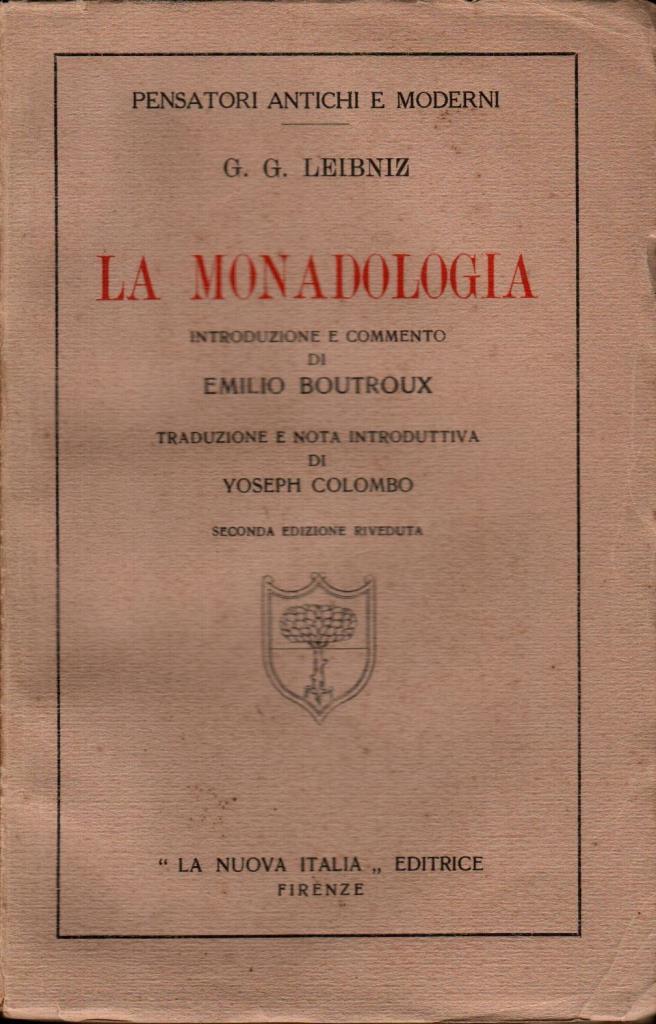 PENSATORI ANTICHI E MODERNI
G. G. LEIBNIZ
LA MONADOLOGIA
INTRODUZIONE E COMMENTO
DI
EMILIO BOUTROUX
TRADUZIONE E NOTA INTRODUTTIVA
DI
YOSEPH COLOMBO
SECONDA EDIZIONE RIVEDUTA
“ LA NUOVA ITALIA „ EDITRICE
FIRENZE